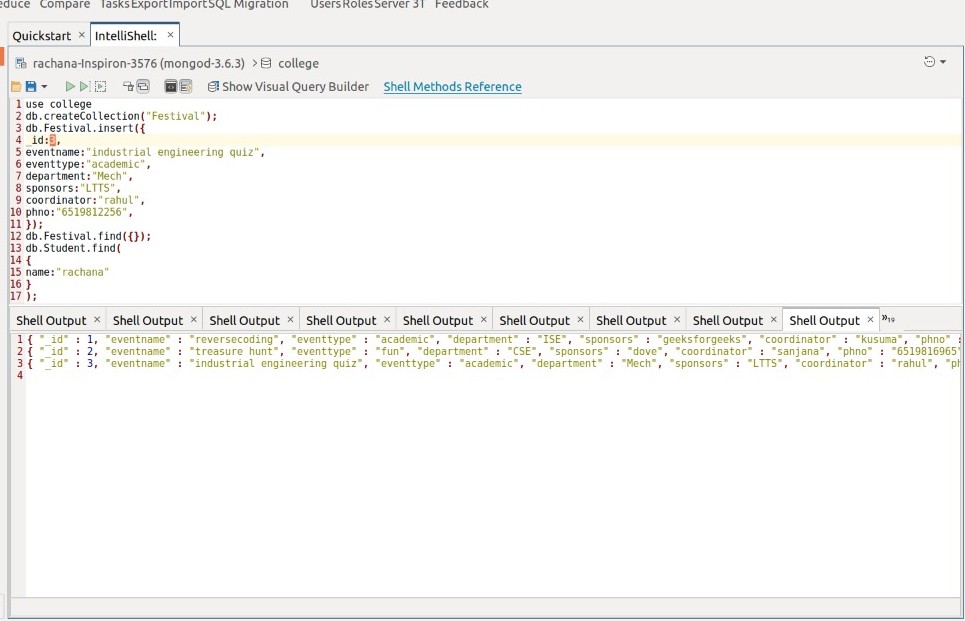 educe Compare Tasks Export Import SQL Migration Users Roles Server 3T Feedback
Quickstart × IntelliShell: ×
rachana-Inspiron-3576 (mongod-3.6.3) > college
Show Visual Query Builder Shell Methods Reference
1 use college
2 db.createCollection("Festival");
3 db.Festival.insert({
4 _id:3,
5 eventname:"industrial engineering quiz",
6 eventtype:"academic",
7 department:"Mech",
8 sponsors:"LTTS",
9 coordinator:"rahul",
10 phno:"6519812256",
11 });
12 db.Festival.find({});
13 db.Student.find(
14 {
15 name:"rachana"
16 }
17 );
Shell Output × Shell Output × Shell Output × Shell Output × Shell Output × Shell Output × Shell Output × Shell Output × Shell Output × »19
1 { "_id" : 1, "eventname" : "reversecoding", "eventtype" : "academic", "department" : "ISE", "sponsors" : "geeksforgeeks", "coordinator" : "kusuma", "phno" :
2 { "_id" : 2, "eventname" : "treasure hunt", "eventtype" : "fun", "department" : "CSE", "sponsors" : "dove", "coordinator" : "sanjana", "phno" : "6519816965"
3 { "_id" : 3, "eventname" : "industrial engineering quiz", "eventtype" : "academic", "department" : "Mech", "sponsors" : "LTTS", "coordinator" : "rahul", "ph
4